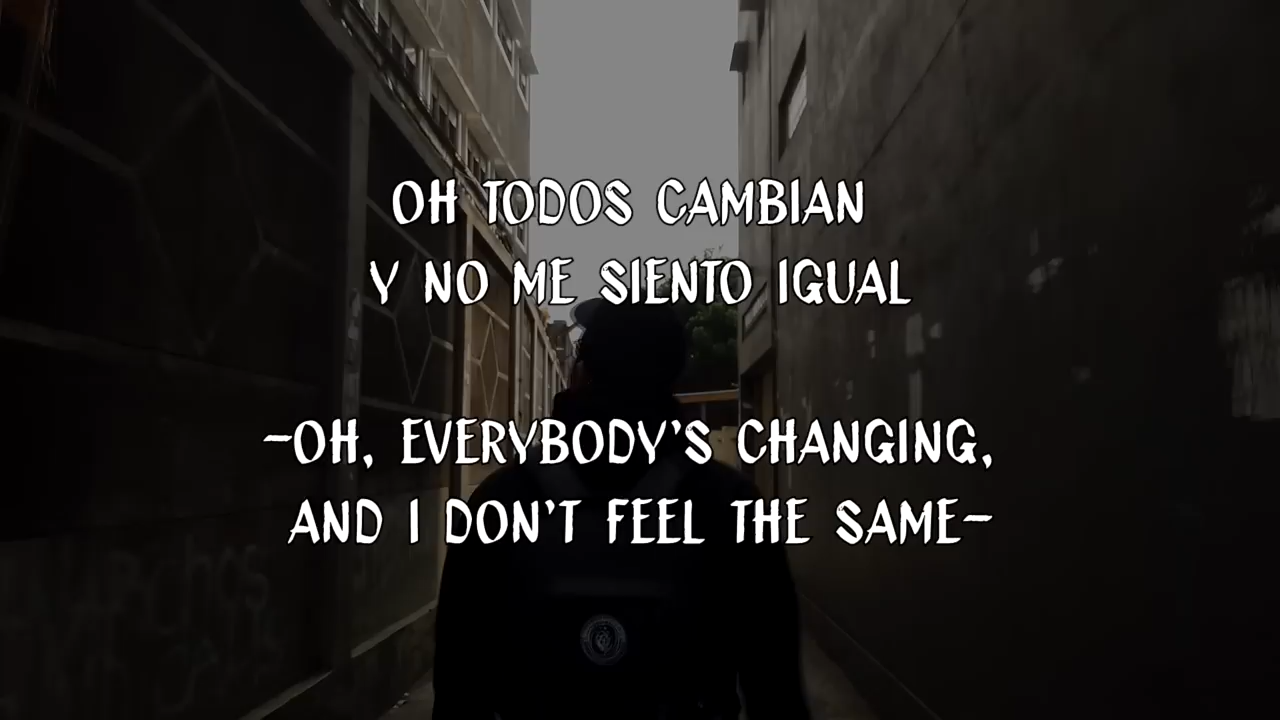 OH TODOS CAMBIAN
Y NO ME SIENTO IGUAL
-OH, EVERYBODY'S CHANGING,
AND I DON'T FEEL THE SAME-